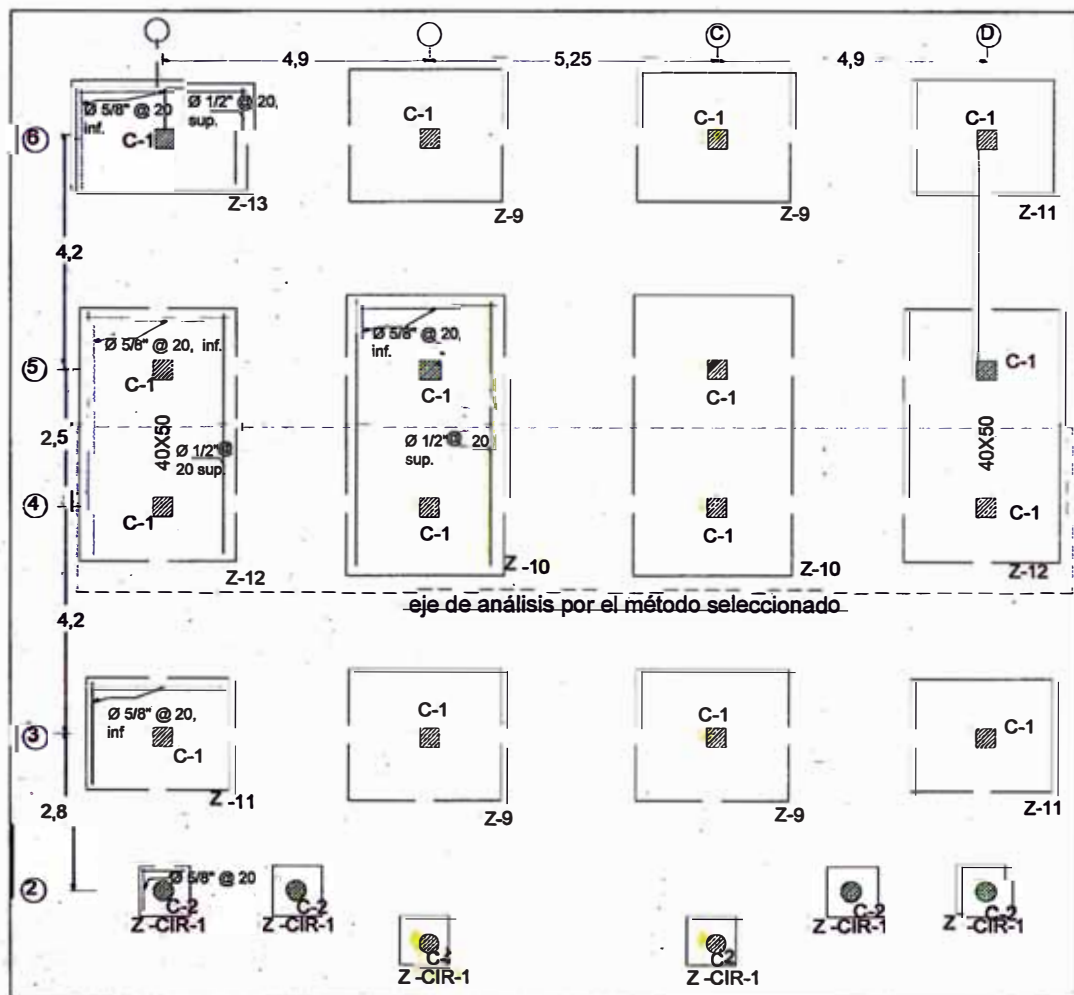 C
D
4,9
5,25
4,9
Ø 5/8" @ 20
inf.
Ø 1/2" @ 20,
sup.
C-1
C-1
C-1
C-1
6
Z-13
Z-9
Z-9
Z-11
4,2
Ø 5/8" @ 20, inf.
Ø 5/8" @ 20,
inf.
5
C-1
C-1
C-1
C-1
2,5
40X50
Ø 1/2" @
20 sup.
Ø 1/2" @ 20
sup.
40X50
4
C-1
C-1
C-1
C-1
Z-12
Z -10
Z-10
Z-12
eje de análisis por el método seleccionado
4,2
Ø 5/8" @ 20,
inf
3
C-1
C-1
C-1
C-1
Z -11
Z-9
Z-9
Z-11
2,8
2
Ø 5/8" @ 20
C-2
Z -CIR-1
C-2
Z -CIR-1
C-2
Z -CIR-1
C-2
Z -CIR-1
Z -CIR-1
C2
Z -CIR-1